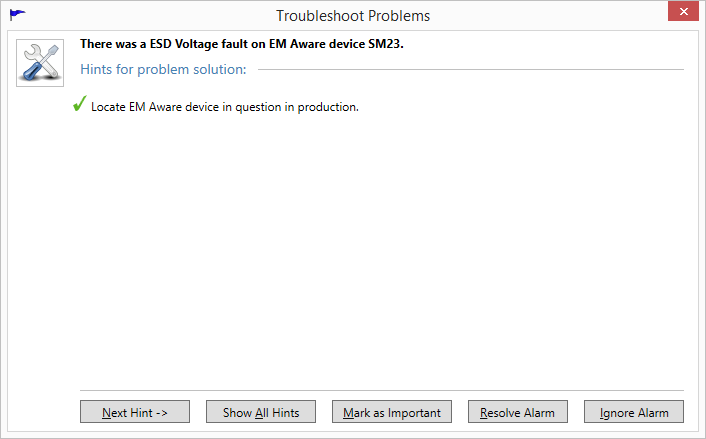 Troubleshoot Problems
There was a ESD Voltage fault on EM Aware device SM23.
Hints for problem solution:
Locate EM Aware device in question in production.
Next Hint -> Show All Hints Mark as Important Resolve Alarm Ignore Alarm